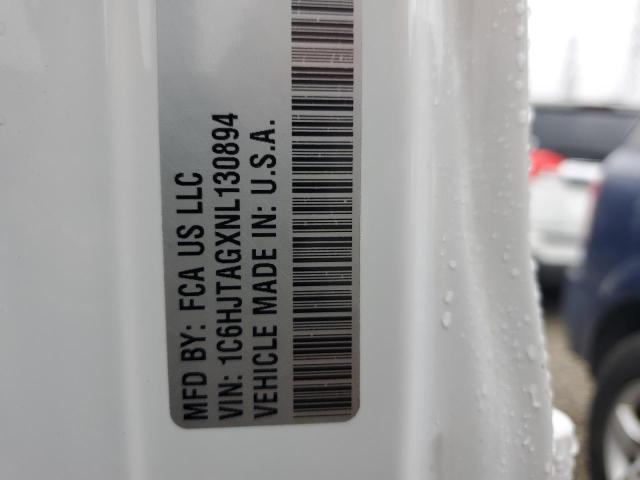 MFD BY: FCA US LLC
VIN: 1C6HJTAGXNL130894
VEHICLE MADE IN: U.S.A.